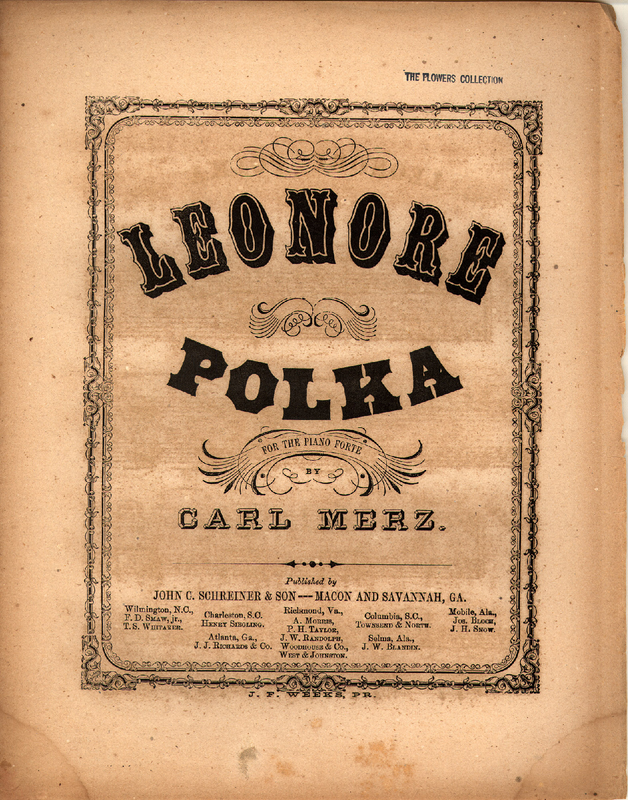 THE FLOWERS COLLECTION
LEONORE
POLKA
FOR THE PIANO FORTE
BY
CARL MERZ.
Published by
JOHN C. SCHREINER & SON — MACON AND SAVANNAH, GA.
Wilmington, N.C.,
P. D. Smaw, jr.,
T. S. Whitaker.
Charleston, S.C.
Henry Siegling.
Richmond, Va.,
A. Morris,
P. H. Taylor,
J. W. Randolph.
Woodhouse & Co.,
West & Johnston.
Columbia, S.C.,
Townsend & North.
Mobile, Ala.,
Jos. Bloch,
J. H. Snow.
Atlanta, Ga.,
J. J. Richards & Co.
Selma, Ala.,
J. W. Blandin.
J. P. WEEKS, PR.